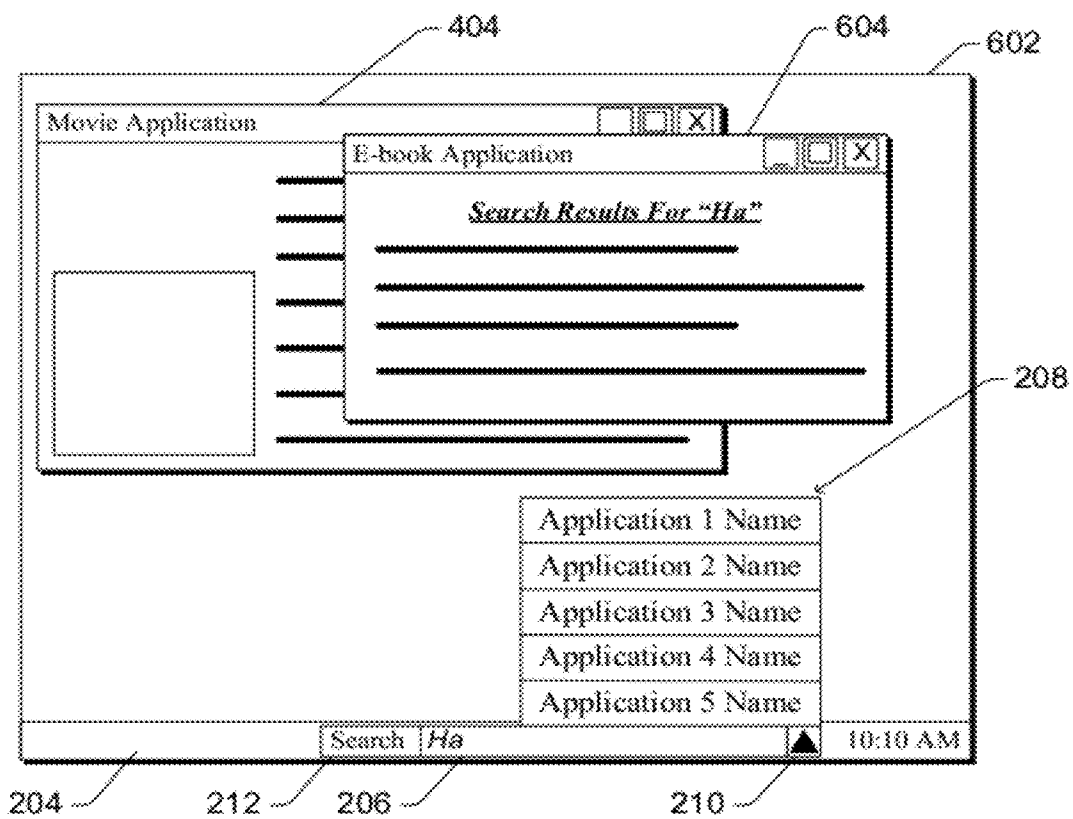 404
604
602
Movie Application
_ X
E-book Application
_ X
Search Results For “Ha”
208
Application 1 Name
Application 2 Name
Application 3 Name
Application 4 Name
Application 5 Name
Search Ha 10:10 AM
204 212 206 210